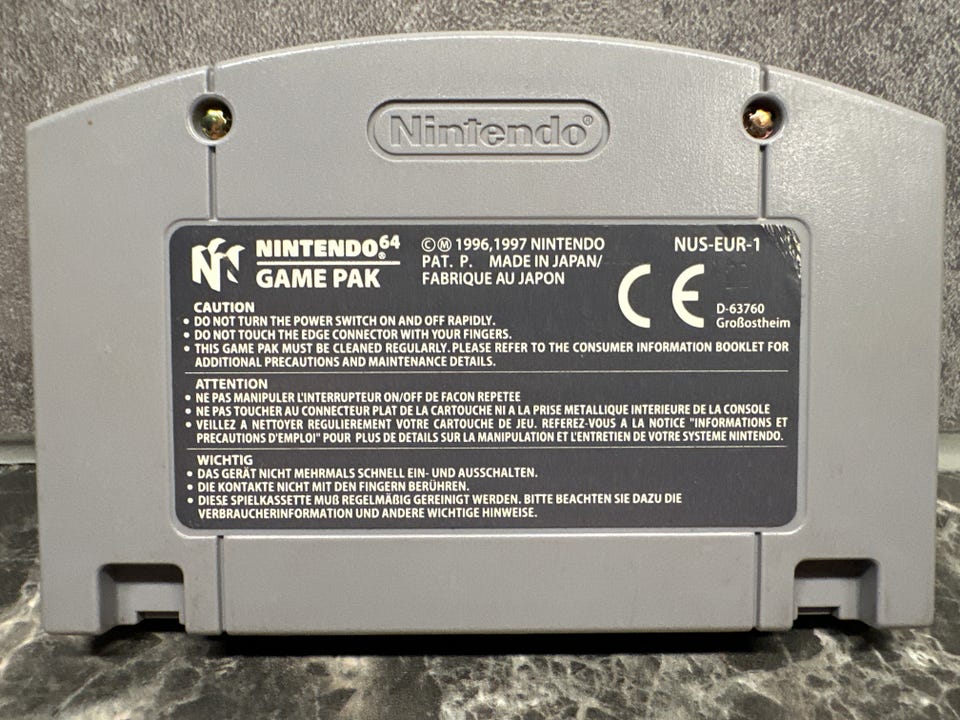 Nintendo®
NINTENDO⁶⁴®
GAME PAK
©Ⓜ 1996,1997 NINTENDO
PAT. P. MADE IN JAPAN/
FABRIQUE AU JAPON
NUS-EUR-1
CE
D-63760
Großostheim
CAUTION
• DO NOT TURN THE POWER SWITCH ON AND OFF RAPIDLY.
• DO NOT TOUCH THE EDGE CONNECTOR WITH YOUR FINGERS.
• THIS GAME PAK MUST BE CLEANED REGULARLY. PLEASE REFER TO THE CONSUMER INFORMATION BOOKLET FOR
ADDITIONAL PRECAUTIONS AND MAINTENANCE DETAILS.
ATTENTION
• NE PAS MANIPULER L'INTERRUPTEUR ON/OFF DE FACON REPETEE
• NE PAS TOUCHER AU CONNECTEUR PLAT DE LA CARTOUCHE NI A LA PRISE METALLIQUE INTERIEURE DE LA CONSOLE
• VEILLEZ A NETTOYER REGULIEREMENT VOTRE CARTOUCHE DE JEU. REFEREZ-VOUS A LA NOTICE "INFORMATIONS ET
PRECAUTIONS D'EMPLOI" POUR PLUS DE DETAILS SUR LA MANIPULATION ET L'ENTRETIEN DE VOTRE SYSTEME NINTENDO.
WICHTIG
• DAS GERÄT NICHT MEHRMALS SCHNELL EIN- UND AUSSCHALTEN.
• DIE KONTAKTE NICHT MIT DEN FINGERN BERÜHREN.
• DIESE SPIELKASSETTE MUß REGELMÄßIG GEREINIGT WERDEN. BITTE BEACHTEN SIE DAZU DIE
VERBRAUCHERINFORMATION UND ANDERE WICHTIGE HINWEISE.